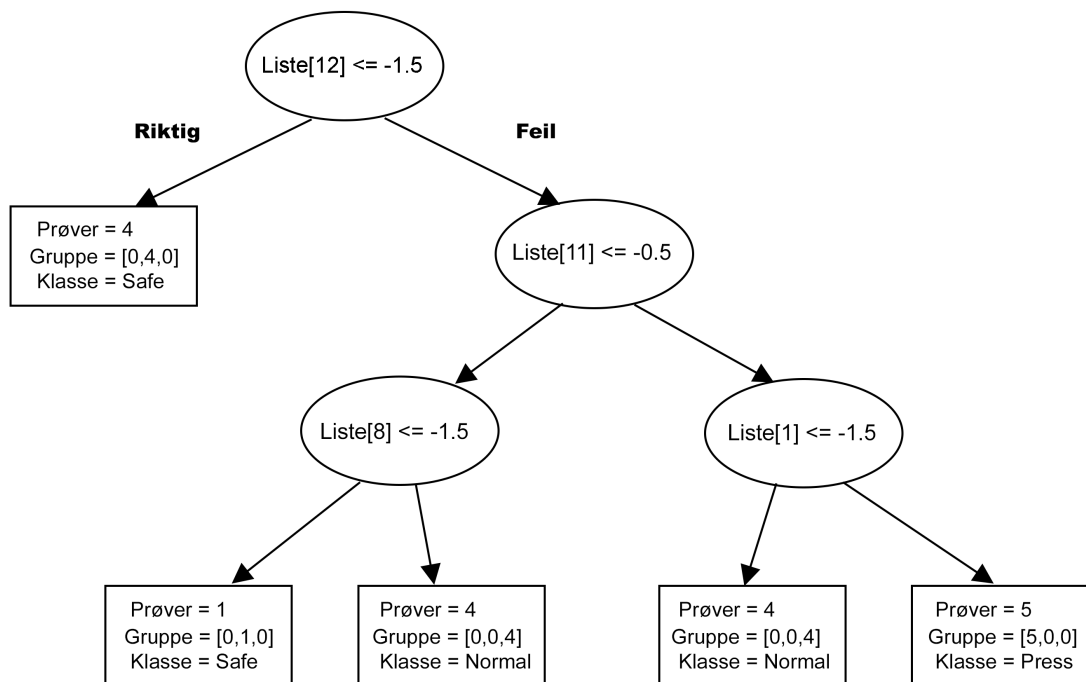 Liste[12] <= -1.5
Riktig
Feil
Prøver = 4
Gruppe = [0,4,0]
Klasse = Safe
Liste[11] <= -0.5
Liste[8] <= -1.5
Liste[1] <= -1.5
Prøver = 1
Gruppe = [0,1,0]
Klasse = Safe
Prøver = 4
Gruppe = [0,0,4]
Klasse = Normal
Prøver = 4
Gruppe = [0,0,4]
Klasse = Normal
Prøver = 5
Gruppe = [5,0,0]
Klasse = Press